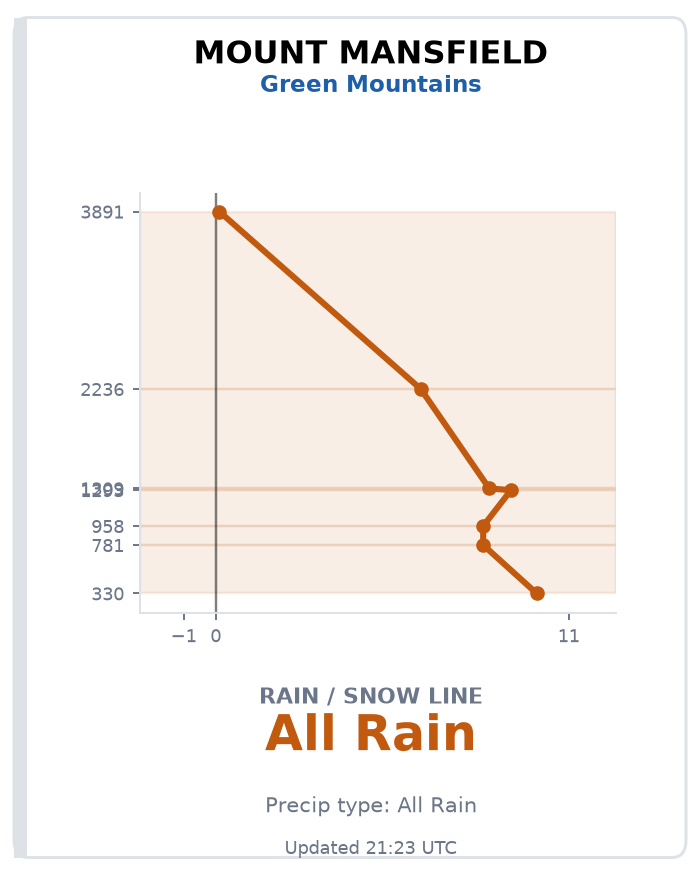 MOUNT MANSFIELD
Green Mountains
3891
2236
958
781
330
−1 0 11
RAIN / SNOW LINE
All Rain
Precip type: All Rain
Updated 21:23 UTC